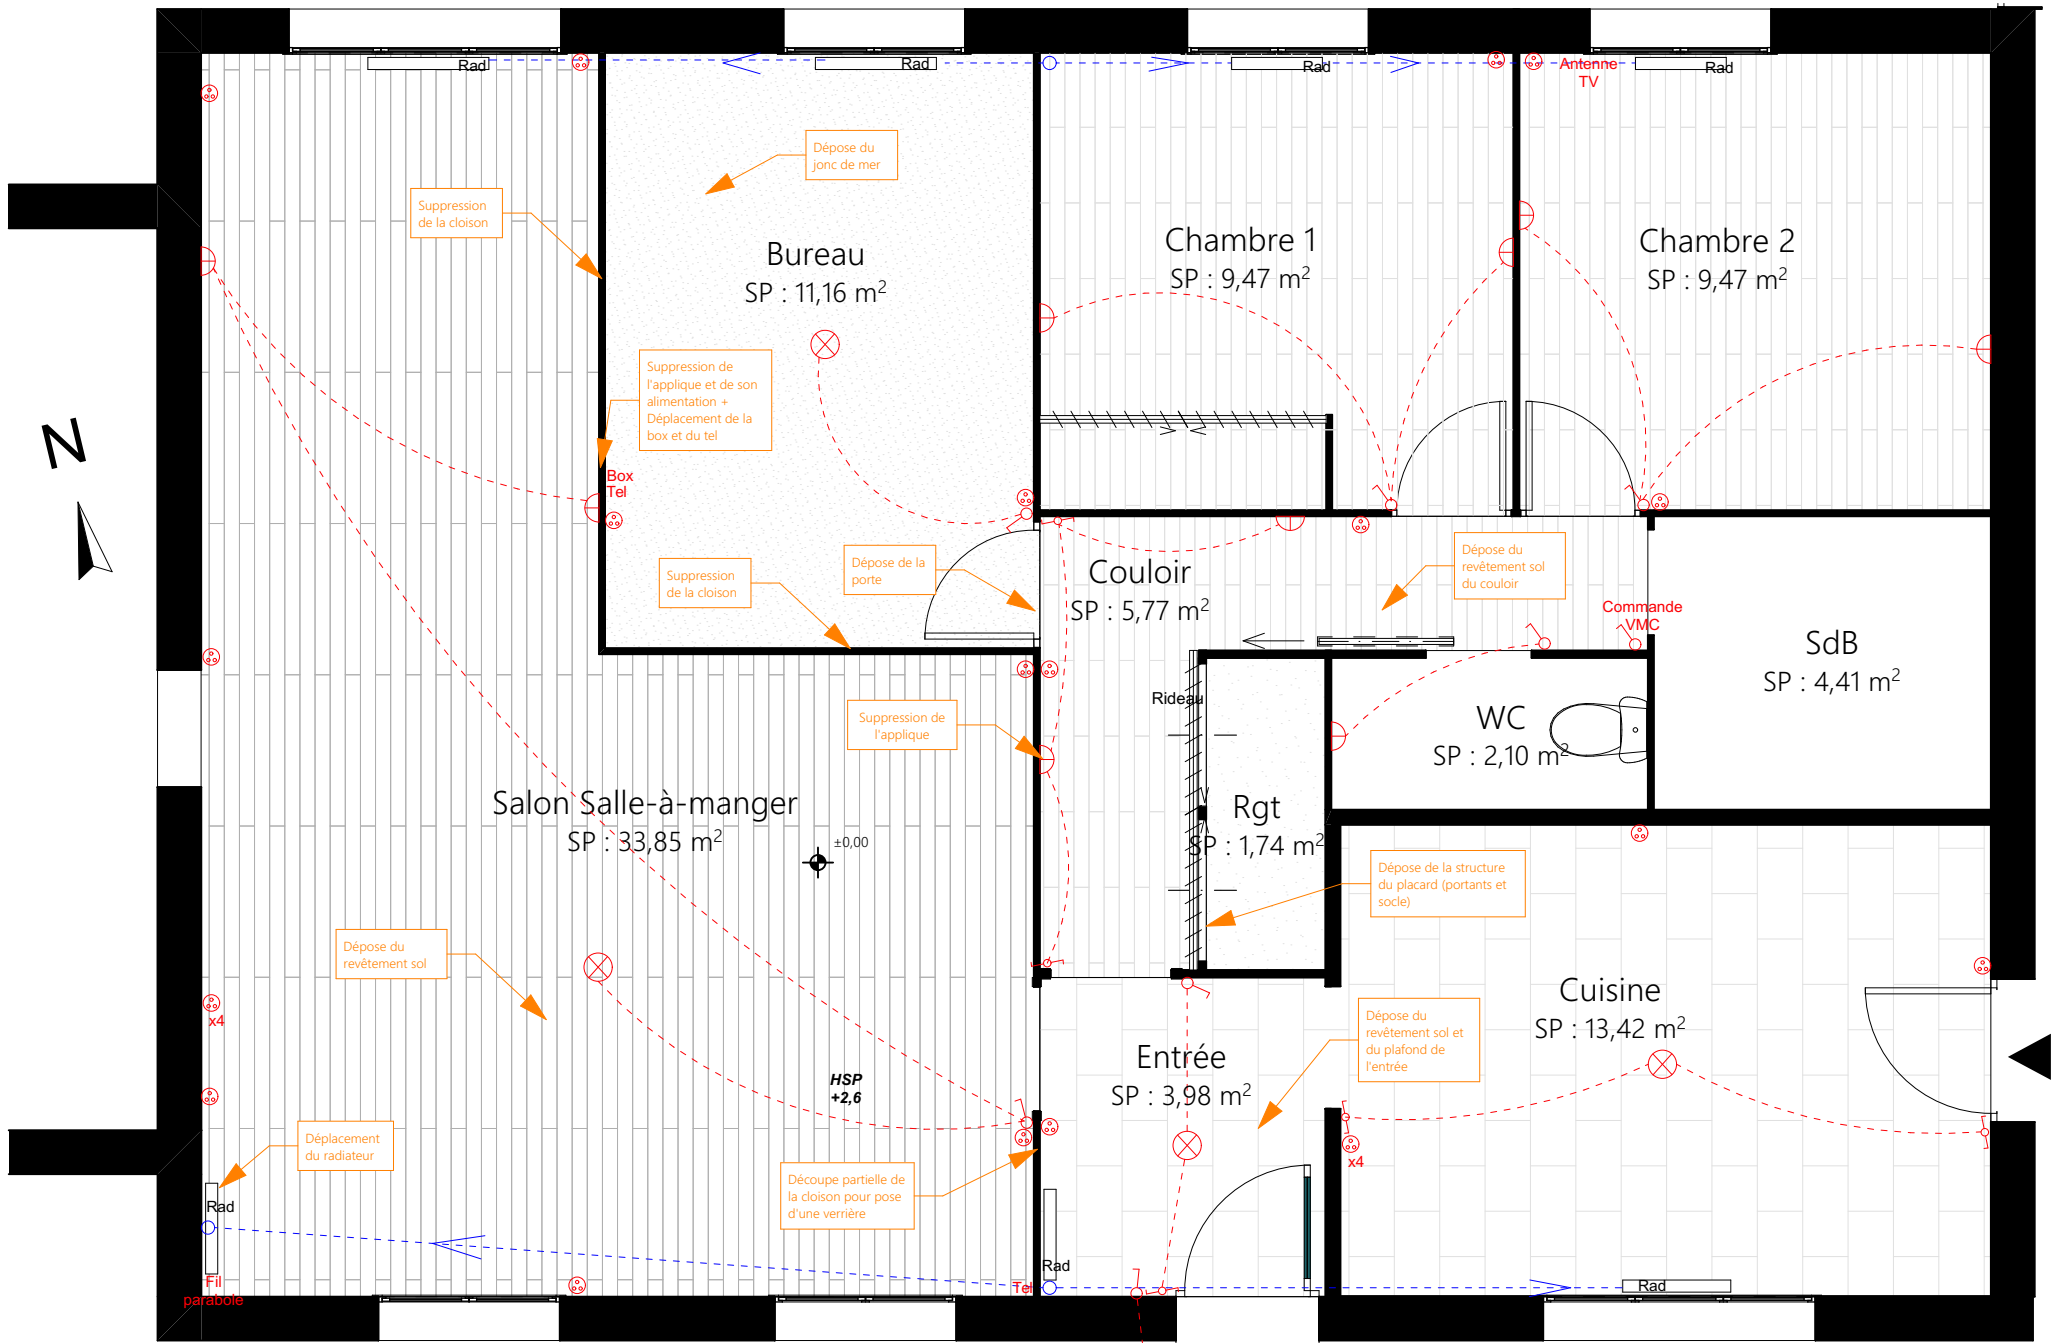 Rad
Rad
Rad
Rad
Antenne
TV
Dépose du
jonc de mer
Suppression
de la cloison
Bureau
SP : 11,16 m²
Chambre 1
SP : 9,47 m²
Chambre 2
SP : 9,47 m²
Suppression de
l'applique et de son
alimentation +
Déplacement de la
box et du tel
N
Box
Tel
Suppression
de la cloison
Dépose de la
porte
Couloir
SP : 5,77 m²
Dépose du
revêtement sol
du couloir
Commande
VMC
SdB
SP : 4,41 m²
Rideau
Suppression de
l'applique
WC
SP : 2,10 m²
Salon Salle-à-manger
SP : 33,85 m²
±0,00
Rgt
SP : 1,74 m²
Dépose de la structure
du placard (portants et
socle)
Dépose du
revêtement sol
x4
Cuisine
SP : 13,42 m²
Dépose du
revêtement sol et
du plafond de
l'entrée
Entrée
SP : 3,98 m²
HSP
+2,6
Déplacement
du radiateur
x4
Découpe partielle de
la cloison pour pose
d'une verrière
Rad
Rad
Fil
parabole
Tel
Rad